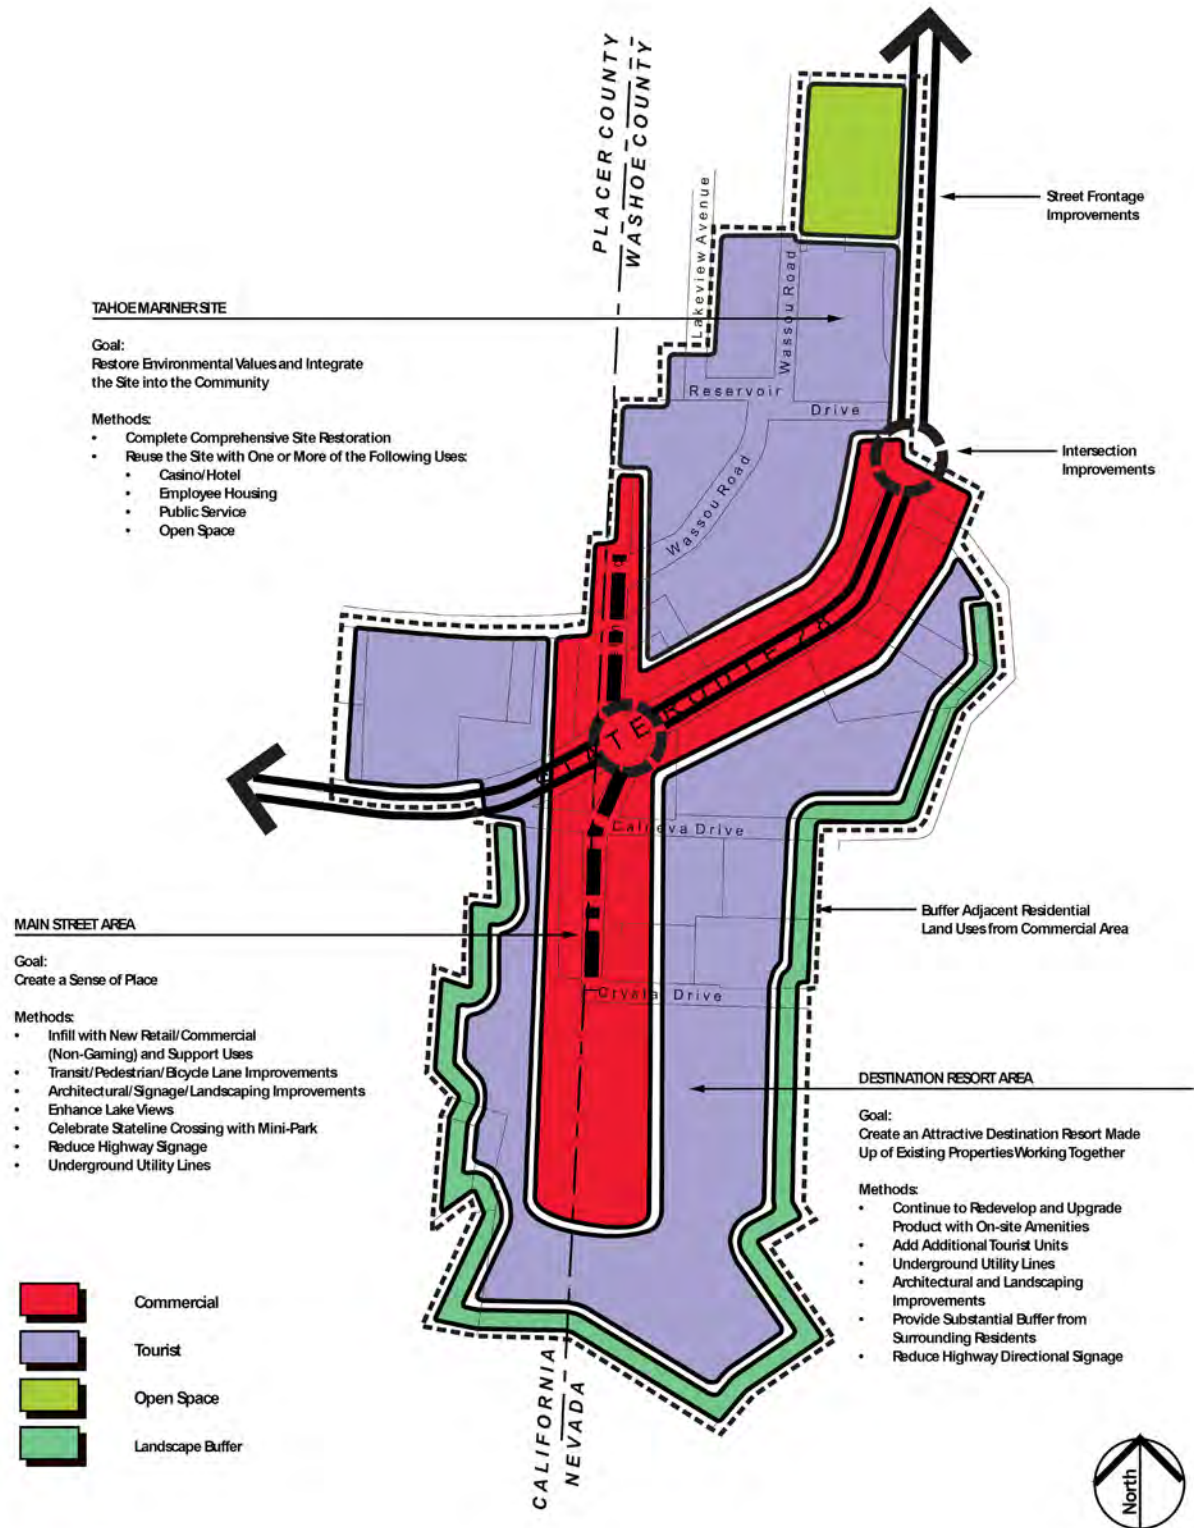 PLACER COUNTY
WASHOE COUNTY
Lakeview Avenue
Wassou Road
Street Frontage
Improvements
TAHOE MARINER SITE
Goal:
Restore Environmental Values and Integrate
the Site into the Community
Methods:
• Complete Comprehensive Site Restoration
• Reuse the Site with One or More of the Following Uses:
• Casino/Hotel
• Employee Housing
• Public Service
• Open Space
Reservoir Drive
Intersection
Improvements
Wassou Road
STATE ROUTE 28
Calneva Drive
MAIN STREET AREA
Goal:
Create a Sense of Place
Methods:
• Infill with New Retail/Commercial
(Non-Gaming) and Support Uses
• Transit/Pedestrian/Bicycle Lane Improvements
• Architectural/Signage/Landscaping Improvements
• Enhance Lake Views
• Celebrate Stateline Crossing with Mini-Park
• Reduce Highway Signage
• Underground Utility Lines
Buffer Adjacent Residential
Land Uses from Commercial Area
Crystal Drive
DESTINATION RESORT AREA
Goal:
Create an Attractive Destination Resort Made
Up of Existing Properties Working Together
Methods:
• Continue to Redevelop and Upgrade
Product with On-site Amenities
• Add Additional Tourist Units
• Underground Utility Lines
• Architectural and Landscaping
Improvements
• Provide Substantial Buffer from
Surrounding Residents
• Reduce Highway Directional Signage
Commercial
Tourist
Open Space
Landscape Buffer
CALIFORNIA
NEVADA
North